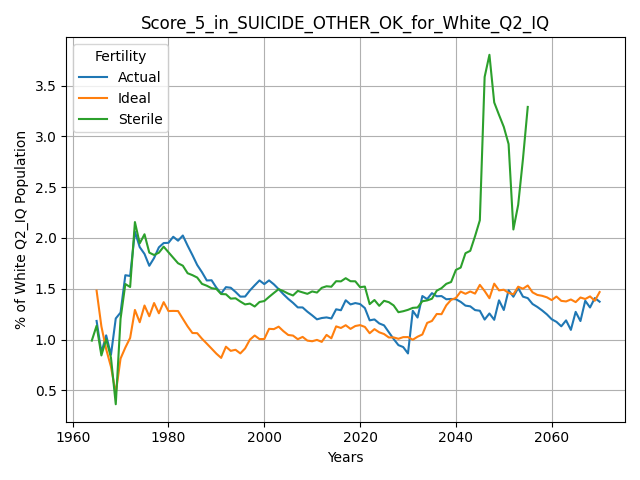 Score_5_in_SUICIDE_OTHER_OK_for_White_Q2_IQ
Fertility
Actual
Ideal
Sterile
% of White Q2_IQ Population
3.5
3.0
2.5
2.0
1.5
1.0
0.5
1960 1980 2000 2020 2040 2060
Years